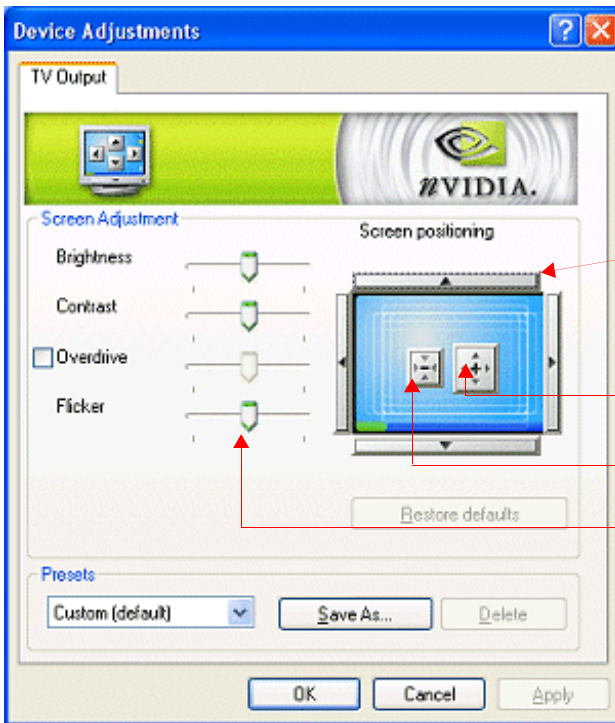 Device Adjustments
TV Output
nVIDIA.
Screen Adjustment
Screen positioning
Brightness
Contrast
Overdrive
Flicker
Restore defaults
Presets
Custom (default)
Save As...
Delete
OK
Cancel
Apply